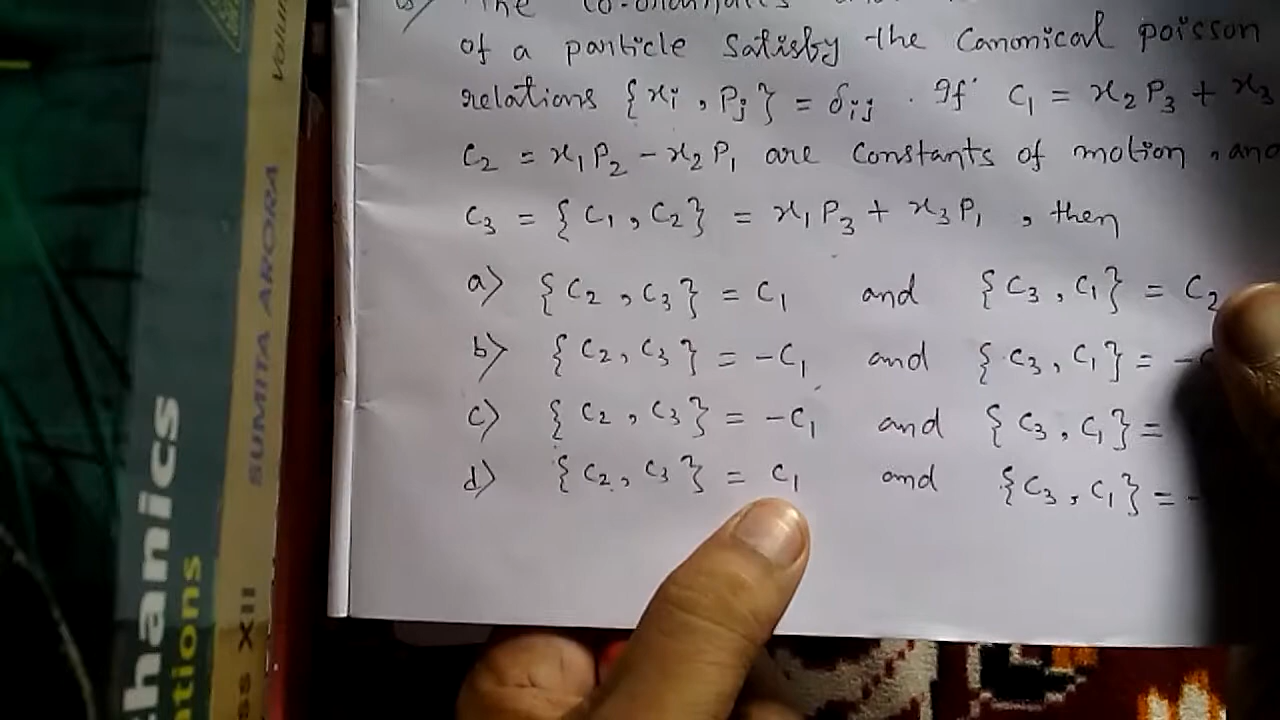 of a particle satisfy the Canonical poisson
relations {xi , Pj} = δij . If C1 = x2 P3 + x3
C2 = x1 P2 - x2 P1 are constants of motion , and
C3 = { C1 , C2 } = x1 P3 + x3 P1 , then
a) { C2 , C3 } = C1 and { C3 , C1 } = C2
b) { C2 , C3 } = -C1 and { C3 , C1 } = -
c) { C2 , C3 } = -C1 and { C3 , C1 } =
d) { C2 , C3 } = C1 and { C3 , C1 } = -
SUMITA ARORA
XII